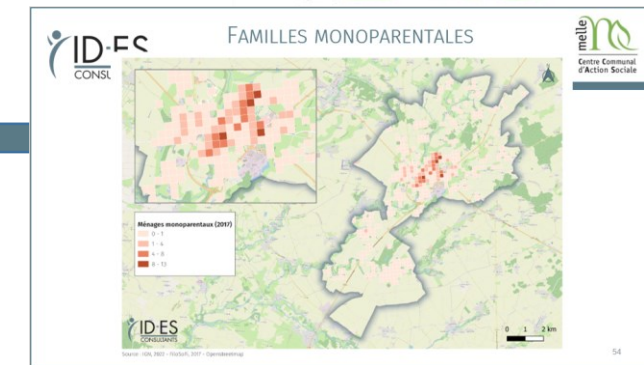 ID·ES
CONSUL
FAMILLES MONOPARENTALES
melle
Centre Communal
d'Action Sociale
Ménages monoparentaux (2017)
0 - 1
1 - 4
4 - 8
8 - 13
ID·ES
CONSULTANTS
0 1 2 km
54